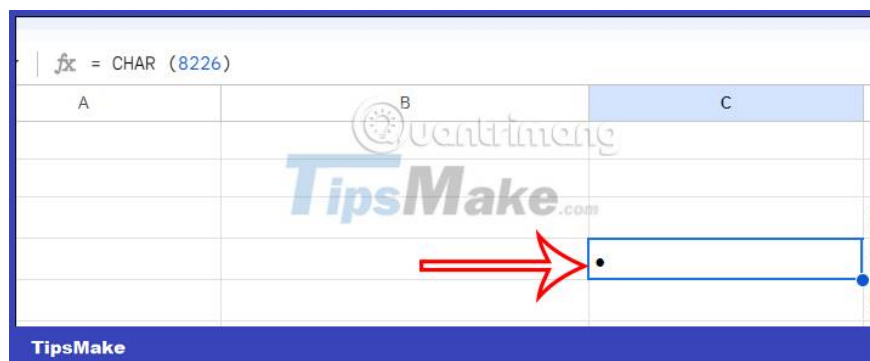 fx = CHAR (8226)
A B C
Quantrimang
TipsMake.com
•
TipsMake